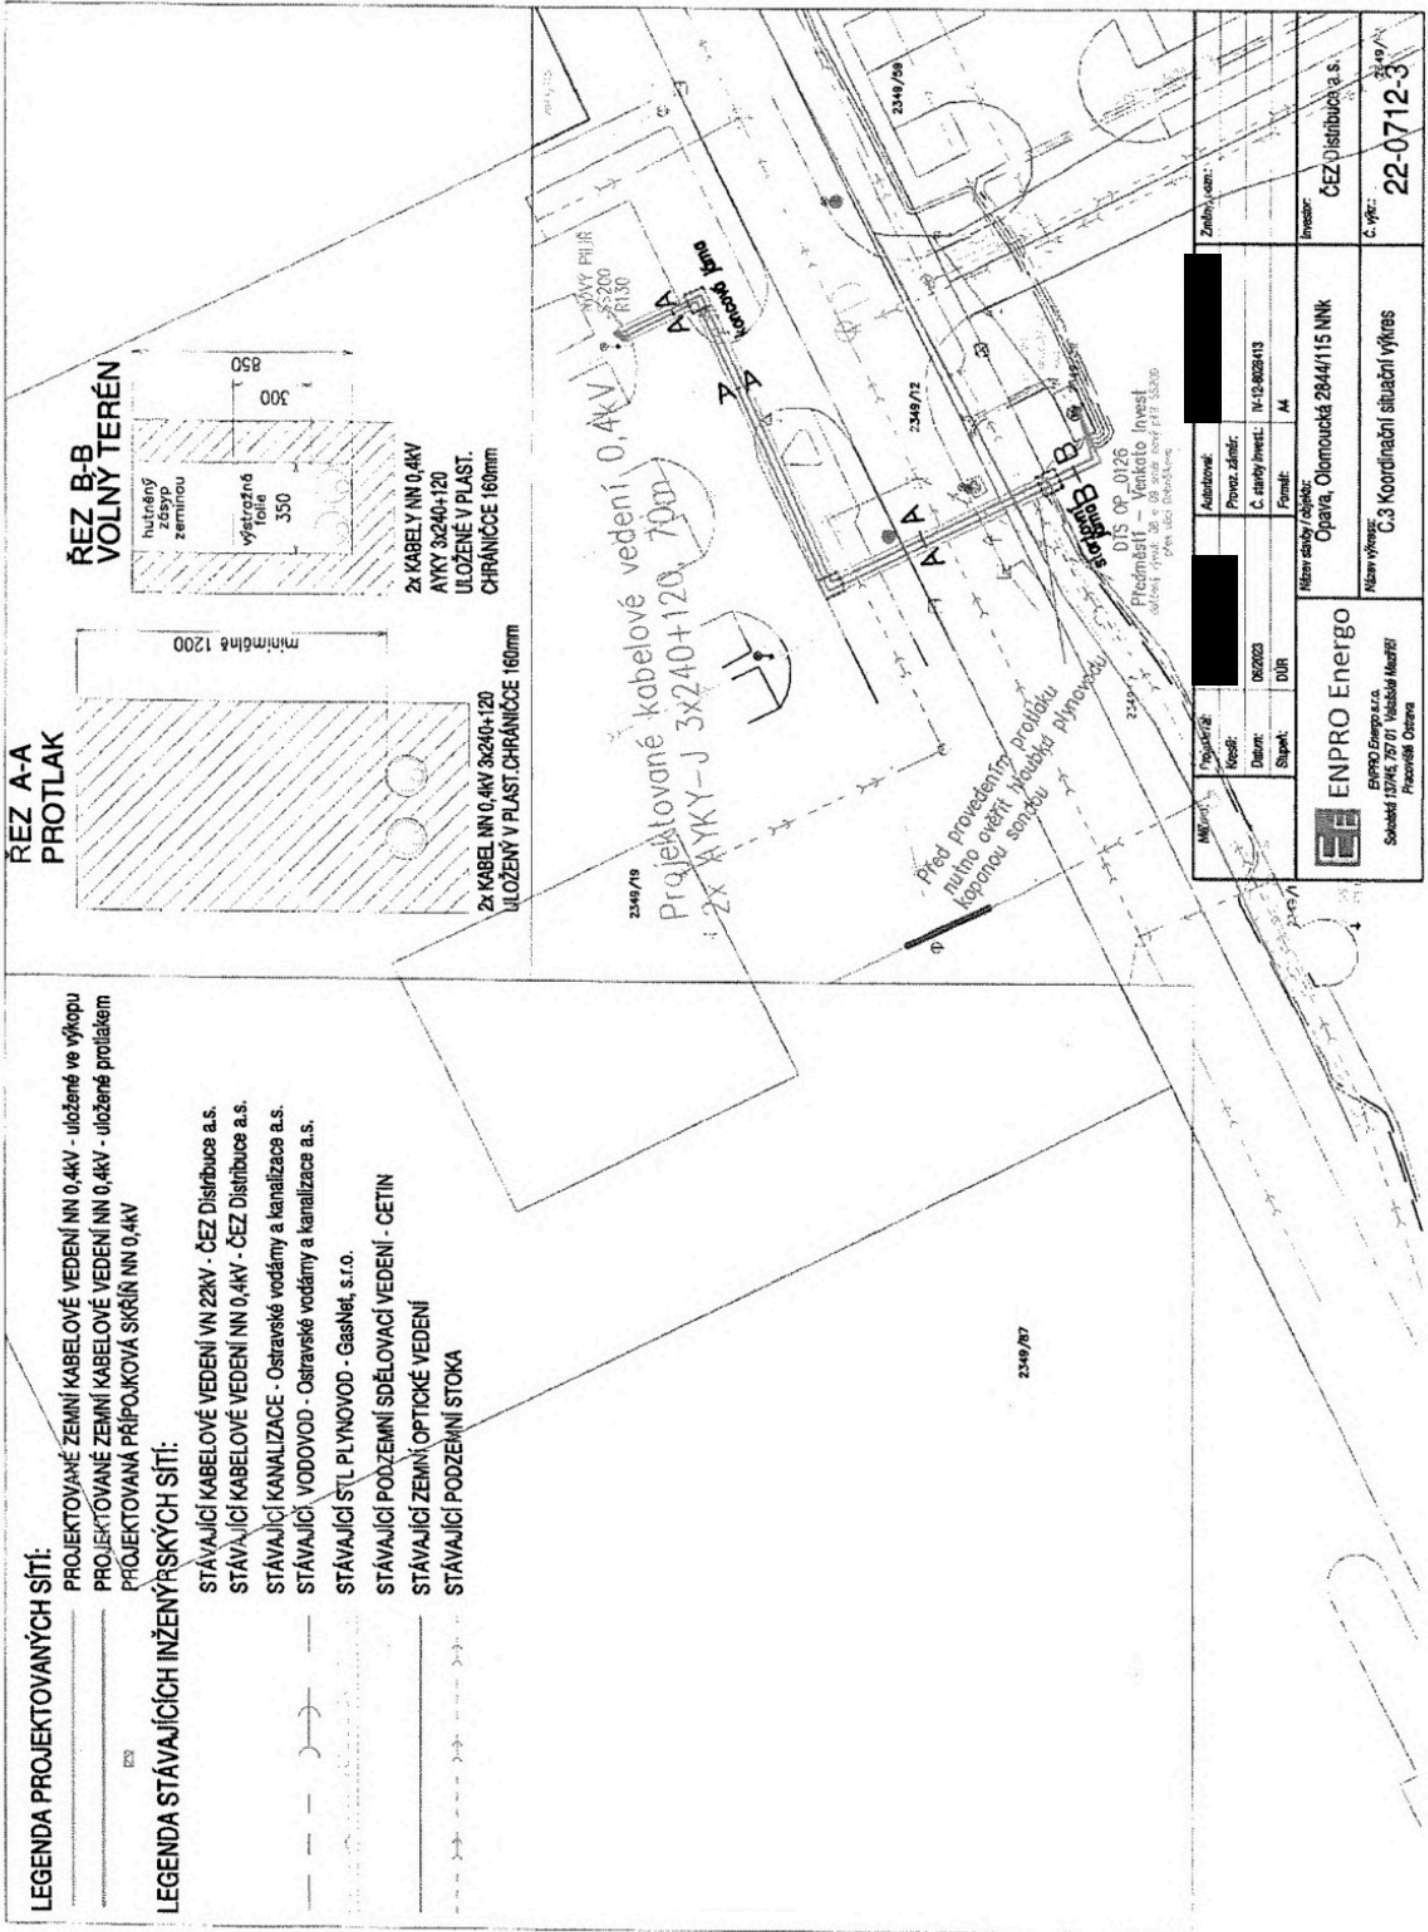 LEGENDA PROJEKTOVANÝCH SÍTÍ:
PROJEKTOVANÉ ZEMNÍ KABELOVÉ VEDENÍ NN 0,4kV - uložené ve výkopu
PROJEKTOVANÉ ZEMNÍ KABELOVÉ VEDENÍ NN 0,4kV - uložené protlakem
PROJEKTOVANÁ PŘÍPOJKOVÁ SKŘÍŇ NN 0,4kV
LEGENDA STÁVAJÍCÍCH INŽENÝRSKÝCH SÍTÍ:
STÁVAJÍCÍ KABELOVÉ VEDENÍ VN 22kV - ČEZ Distribuce a.s.
STÁVAJÍCÍ KABELOVÉ VEDENÍ NN 0,4kV - ČEZ Distribuce a.s.
STÁVAJÍCÍ KANALIZACE - Ostravské vodárny a kanalizace a.s.
STÁVAJÍCÍ VODOVOD - Ostravské vodárny a kanalizace a.s.
STÁVAJÍCÍ STL PLYNOVOD - GasNet, s.r.o.
STÁVAJÍCÍ PODZEMNÍ SDĚLOVACÍ VEDENÍ - CETIN
STÁVAJÍCÍ ZEMNÍ OPTICKÉ VEDENÍ
STÁVAJÍCÍ PODZEMNÍ STOKA
ŘEZ A-A
PROTLAK
minimálně 1200
2x KABEL NN 0,4kV 3x240+120
ULOŽENÝ V PLAST.CHRÁNIČCE 160mm
ŘEZ B-B
VOLNÝ TERÉN
hutněný
zásyp
zeminou
výstražná
folie
350
300
850
2x KABELY NN 0,4kV
AYKY 3x240+120
ULOŽENÉ V PLAST.
CHRÁNIČCE 160mm
NOVÝ PILÍŘ
SS200
R130
Projektované kabelové vedení 0,4kV
2x AYKY-J 3x240+120, 70m
A-A
A-A
koncová jáma
A-A
B-B
startovní
jáma
2349/19
2349/12
2349/59
2349/87
DTS OP_0126
Předměstí - Venkato Invest
Před provedením protlaku
nutno ověřit hloubku plynovodu
kopanou sondou
Kreslil:
Datum: 06/2023
Stupeň: DÚR
Autorizoval:
Provoz. záměr:
Č. stavby invest.: IV-12-8028413
Formát: A4
ENPRO Energo
ENPRO Energo s.r.o.
Sokolská 137/45, 757 01 Valašské Meziříčí
Pracoviště Ostrava
Název stavby / objektu:
Opava, Olomoucká 2844/115 NNk
Investor:
ČEZ Distribuce a.s.
Název výkresu:
C.3 Koordinační situační výkres
Č. výkr.:
22-0712-3